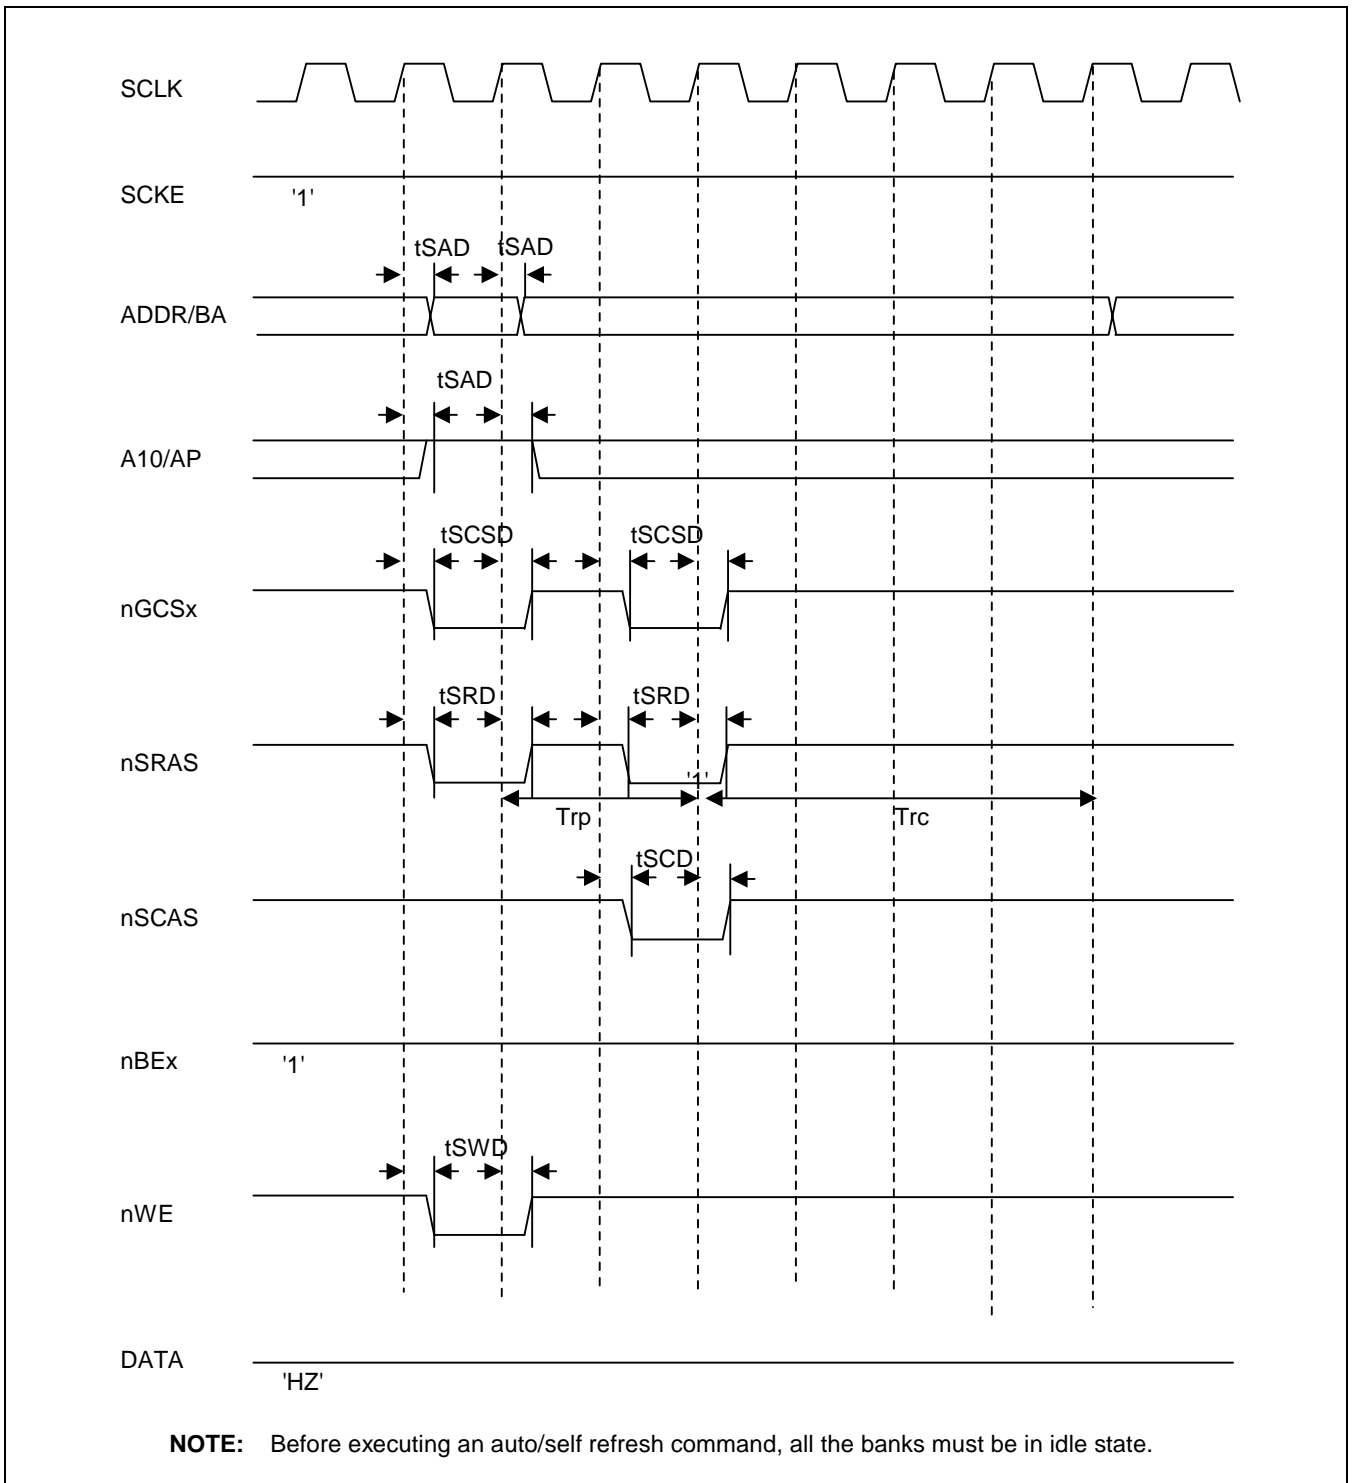 SCLK
SCKE
'1'
tSAD tSAD
ADDR/BA
tSAD
A10/AP
tSCSD tSCSD
nGCSx
tSRD tSRD
nSRAS
'1'
Trp Trc
tSCD
nSCAS
nBEx
'1'
tSWD
nWE
DATA
'HZ'
NOTE: Before executing an auto/self refresh command, all the banks must be in idle state.